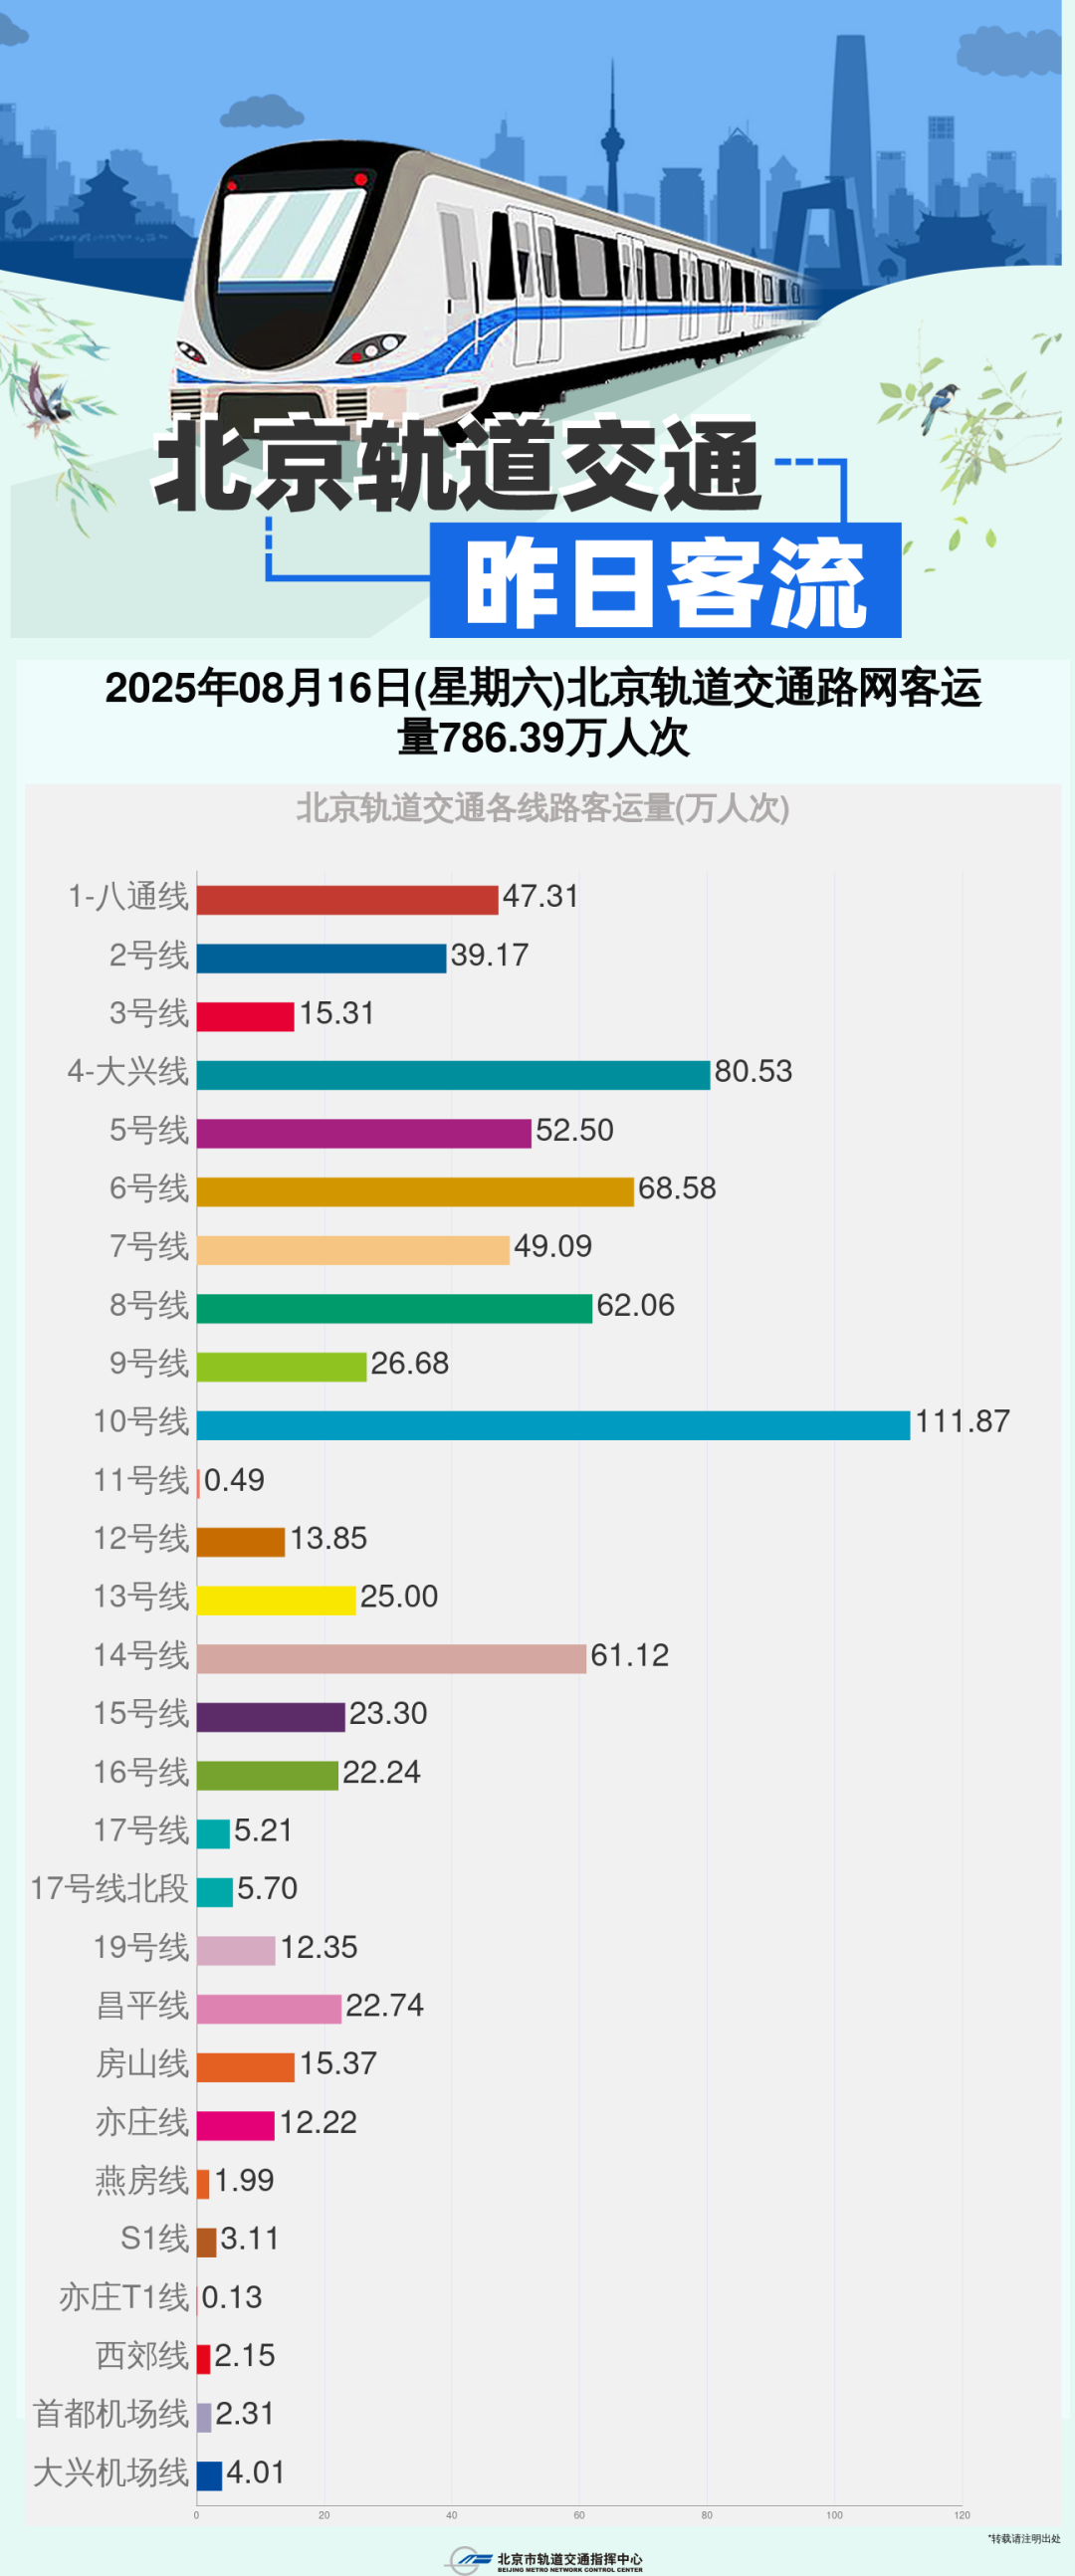 北京轨道交通
昨日客流
2025年08月16日(星期六)北京轨道交通路网客运
量786.39万人次
北京轨道交通各线路客运量(万人次)
1-八通线 47.31
2号线 39.17
3号线 15.31
4-大兴线 80.53
5号线 52.50
6号线 68.58
7号线 49.09
8号线 62.06
9号线 26.68
10号线 111.87
11号线 0.49
12号线 13.85
13号线 25.00
14号线 61.12
15号线 23.30
16号线 22.24
17号线 5.21
17号线北段 5.70
19号线 12.35
昌平线 22.74
房山线 15.37
亦庄线 12.22
燕房线 1.99
S1线 3.11
亦庄T1线 0.13
西郊线 2.15
首都机场线 2.31
大兴机场线 4.01
0 20 40 60 80 100 120
*转载请注明出处
北京市轨道交通指挥中心
BEIJING METRO NETWORK CONTROL CENTER